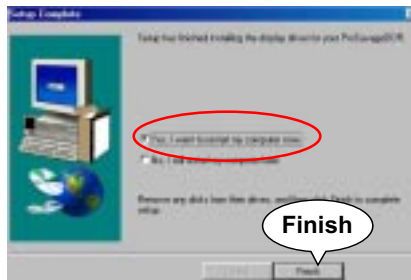 Setup Complete
Setup has finished installing the display driver for your ProSavageDDR.
Yes, I want to restart my computer now.
No, I will restart my computer later.
Remove any disks from their drives, and then click Finish to complete
setup.
Finish
Finish